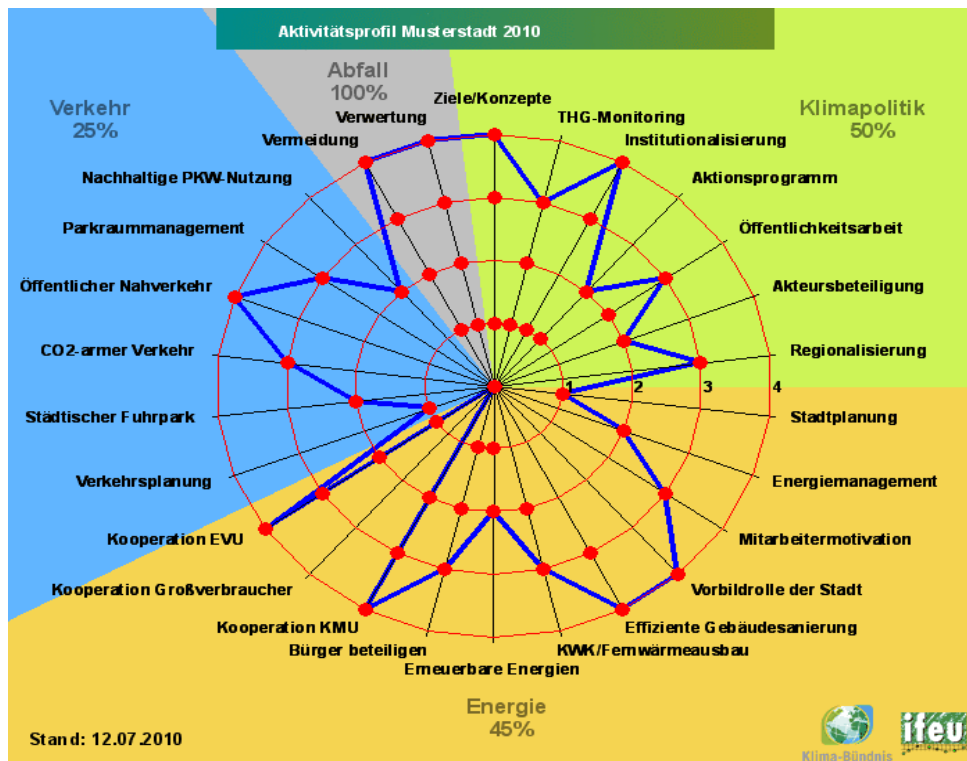 Aktivitätsprofil Musterstadt 2010
Abfall
100%
Verkehr
25%
Klimapolitik
50%
Ziele/Konzepte
THG-Monitoring
Institutionalisierung
Aktionsprogramm
Öffentlichkeitsarbeit
Akteursbeteiligung
Regionalisierung
1 2 3 4
Stadtplanung
Energiemanagement
Mitarbeitermotivation
Vorbildrolle der Stadt
Effiziente Gebäudesanierung
KWK/Fernwärmeausbau
Erneuerbare Energien
Bürger beteiligen
Kooperation KMU
Kooperation Großverbraucher
Kooperation EVU
Verkehrsplanung
Städtischer Fuhrpark
CO2-armer Verkehr
Öffentlicher Nahverkehr
Parkraummanagement
Nachhaltige PKW-Nutzung
Vermeidung
Verwertung
Energie
45%
Stand: 12.07.2010
Klima-Bündnis
ifeu